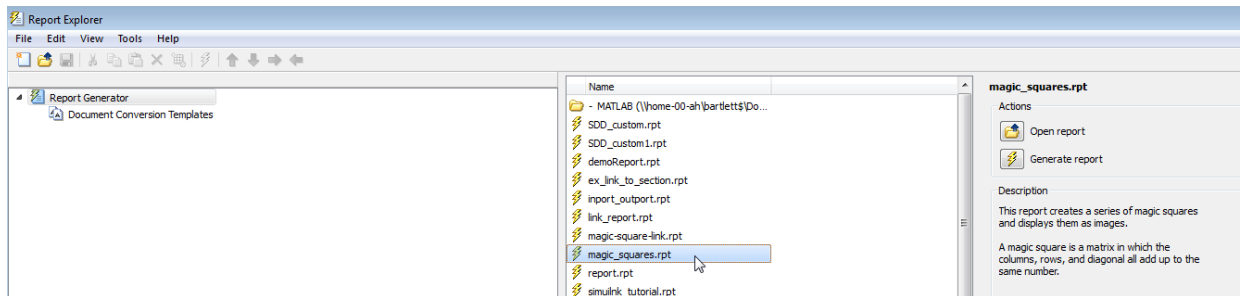 Report Explorer
File Edit View Tools Help
Report Generator
Document Conversion Templates
Name
- MATLAB (\\home-00-ah\bartlett$\Do...
SDD_custom.rpt
SDD_custom1.rpt
demoReport.rpt
ex_link_to_section.rpt
inport_outport.rpt
link_report.rpt
magic-square-link.rpt
magic_squares.rpt
report.rpt
simuilnk_tutorial.rpt
magic_squares.rpt
Actions
Open report
Generate report
Description
This report creates a series of magic squares
and displays them as images.
A magic square is a matrix in which the
columns, rows, and diagonal all add up to the
same number.